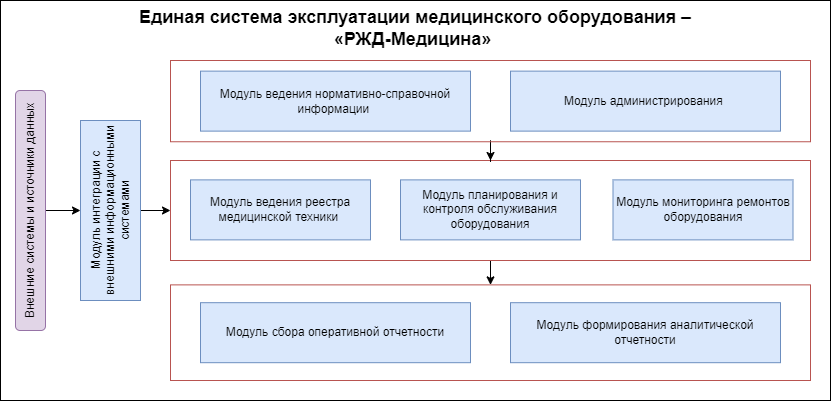 Единая система эксплуатации медицинского оборудования –
«РЖД-Медицина»
Внешние системы и источники данных
Модуль интеграции с
внешними информационными
системами
Модуль ведения нормативно-справочной
информации
Модуль администрирования
Модуль ведения реестра
медицинской техники
Модуль планирования и
контроля обслуживания
оборудования
Модуль мониторинга ремонтов
оборудования
Модуль сбора оперативной отчетности
Модуль формирования аналитической
отчетности